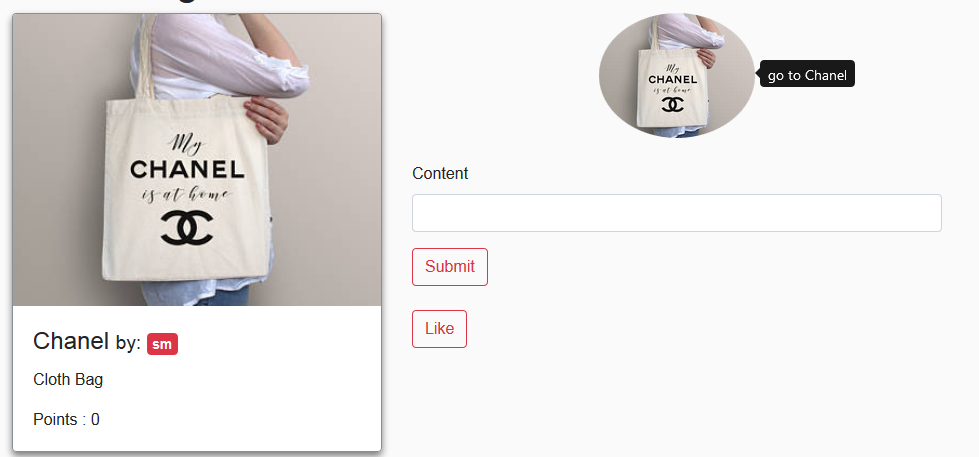 My
CHANEL
is at home
Chanel by: sm
Cloth Bag
Points : 0
My
CHANEL
is at home
go to Chanel
Content
Submit
Like